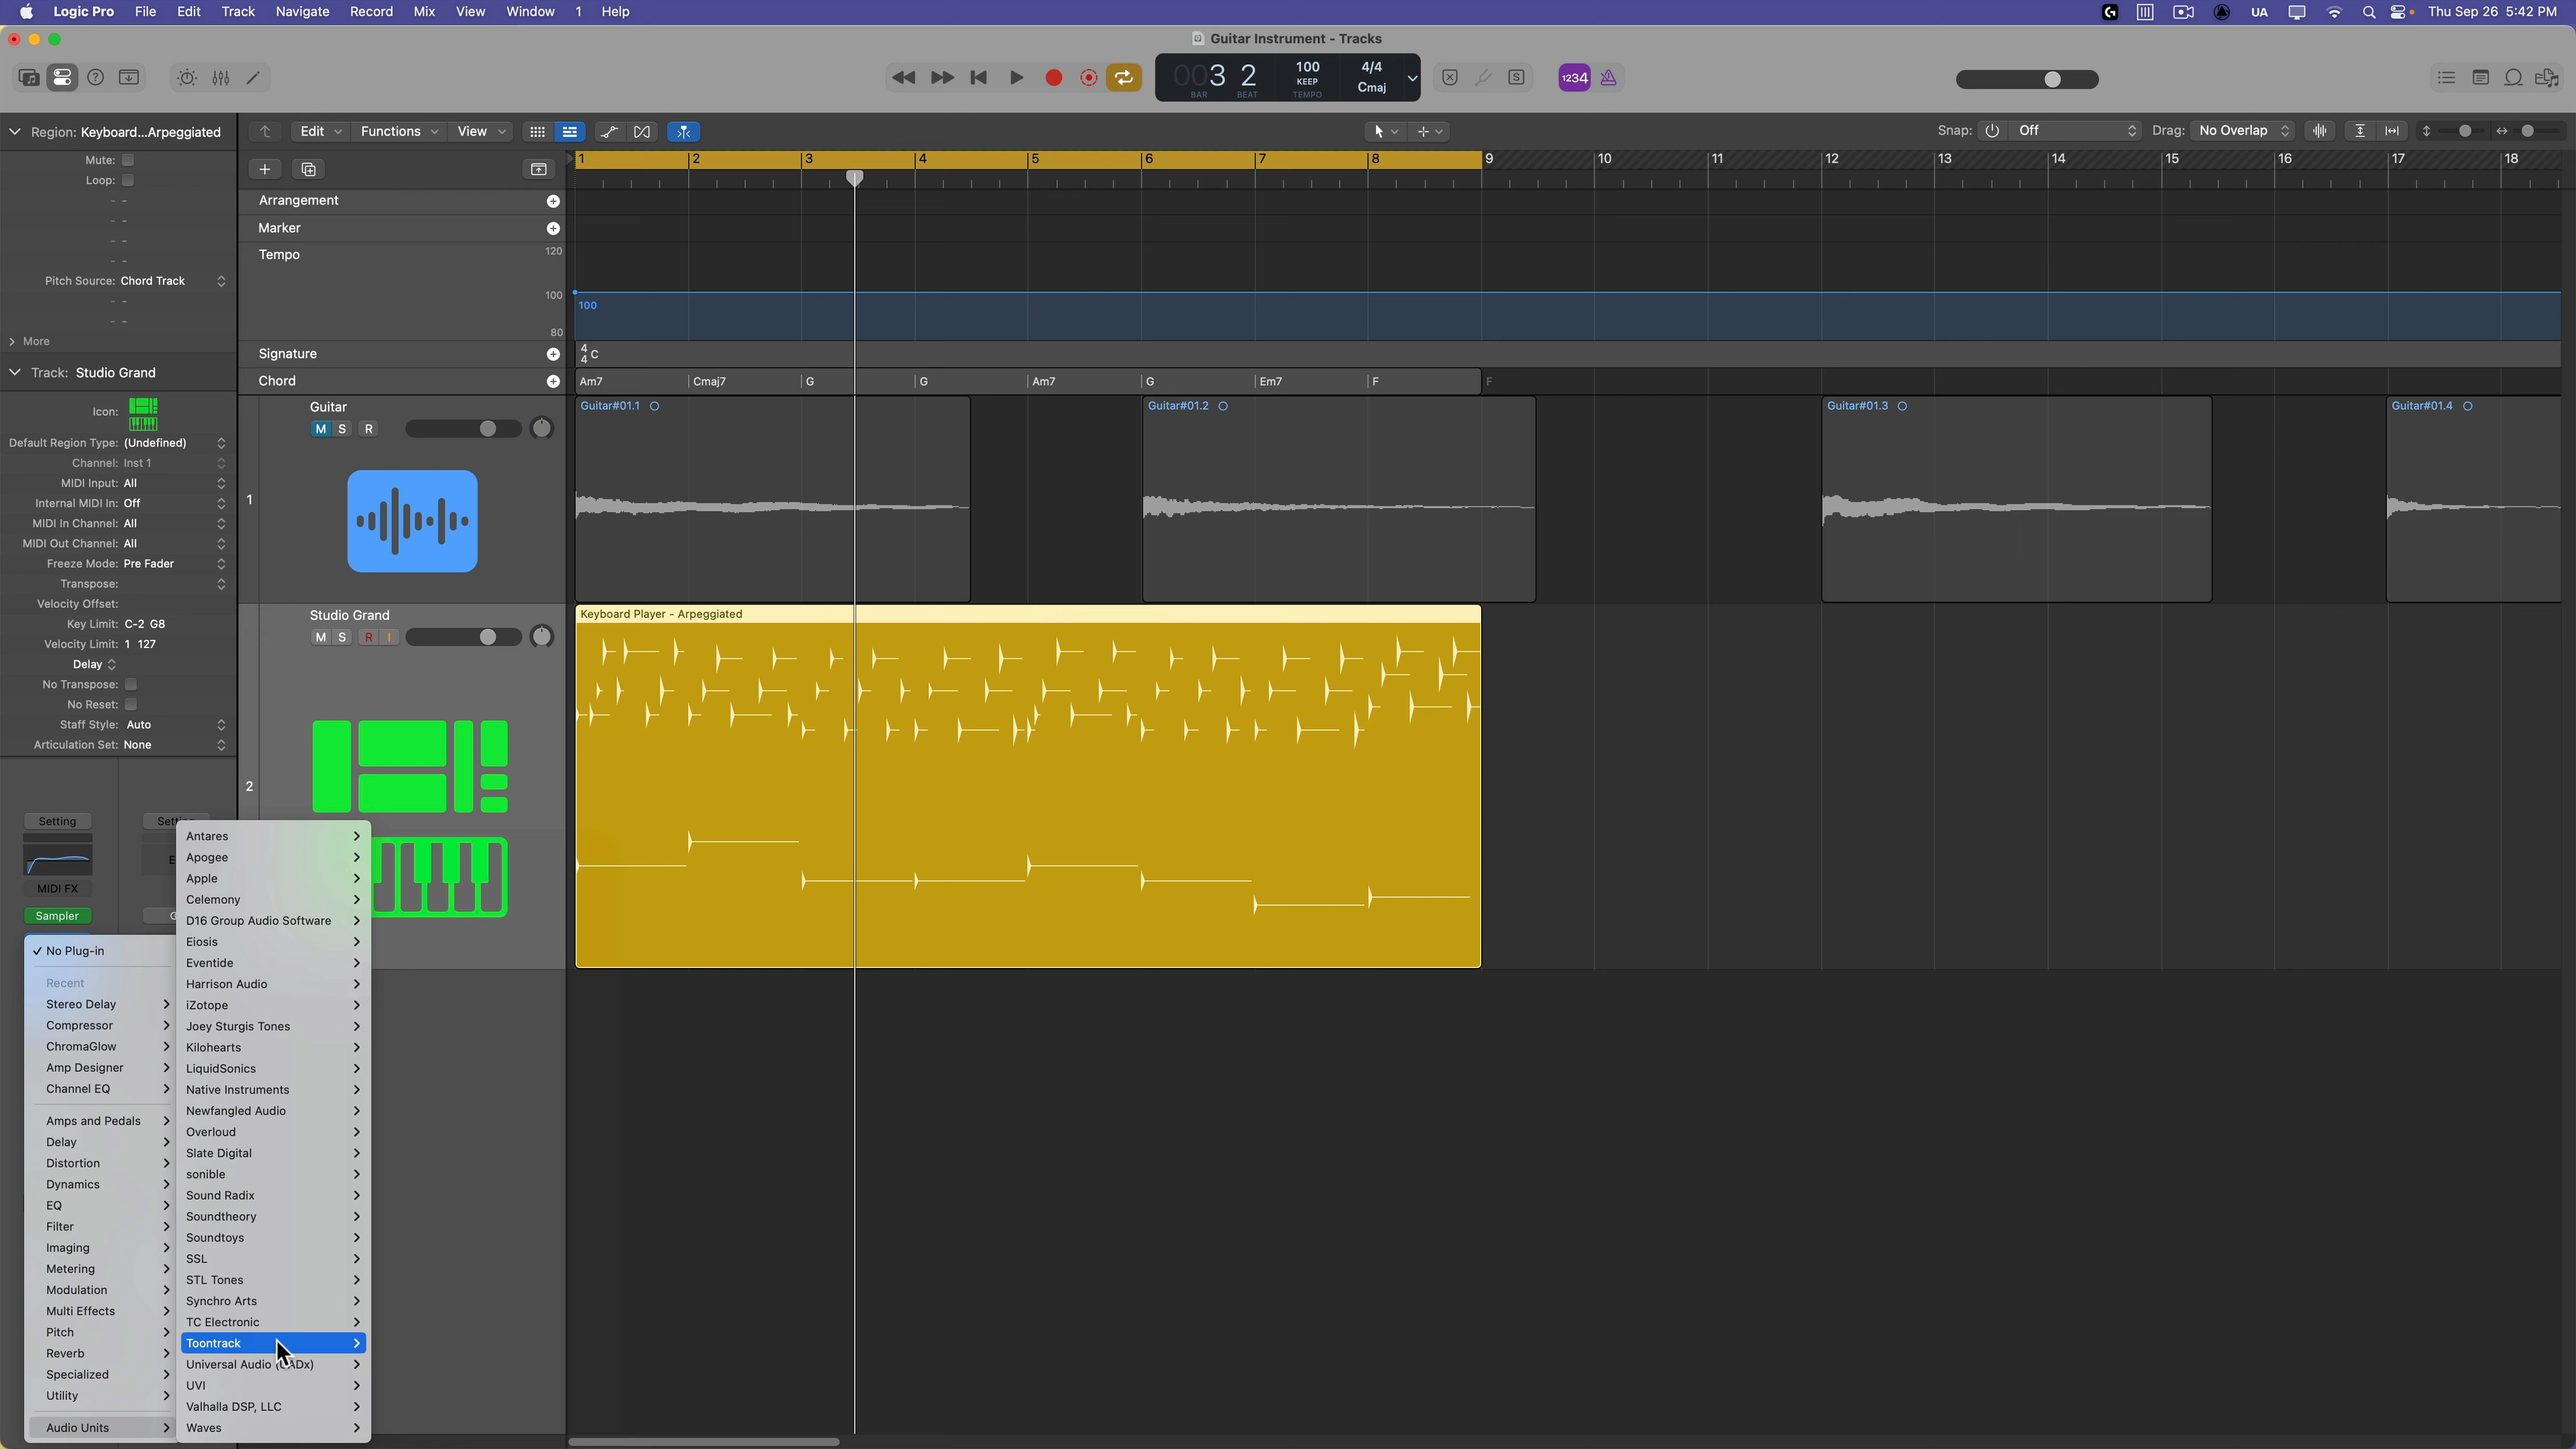 Logic Pro File Edit Track Navigate Record Mix View Window 1 Help UA Thu Sep 26 5:42 PM
Guitar Instrument - Tracks
003 2 100 4/4
KEEP Cmaj
BAR BEAT TEMPO
1234
S
Region: Keyboard...Arpeggiated
Edit Functions View
Snap: Off Drag: No Overlap
1 2 3 4 5 6 7 8 9 10 11 12 13 14 15 16 17 18
Mute:
Loop:
- -
- -
- -
- -
Pitch Source: Chord Track
- -
- -
More
Arrangement
Marker
Tempo 120
100
80
100
Signature 4/4 C
Chord Am7 Cmaj7 G G Am7 G Em7 F F
Track: Studio Grand
Icon:
Default Region Type: (Undefined)
Channel: Inst 1
MIDI Input: All
Internal MIDI In: Off
MIDI In Channel: All
MIDI Out Channel: All
Freeze Mode: Pre Fader
Transpose:
Velocity Offset:
Key Limit: C-2 G8
Velocity Limit: 1 127
Delay
No Transpose:
No Reset:
Staff Style: Auto
Articulation Set: None
Guitar
M S R
1
Guitar#01.1 Guitar#01.2 Guitar#01.3 Guitar#01.4
Studio Grand
M S R I
2
Keyboard Player - Arpeggiated
Setting
MIDI FX
Sampler
No Plug-in
Recent
Stereo Delay
Compressor
ChromaGlow
Amp Designer
Channel EQ
Amps and Pedals
Delay
Distortion
Dynamics
EQ
Filter
Imaging
Metering
Modulation
Multi Effects
Pitch
Reverb
Specialized
Utility
Audio Units
Antares
Apogee
Apple
Celemony
D16 Group Audio Software
Eiosis
Eventide
Harrison Audio
iZotope
Joey Sturgis Tones
Kilohearts
LiquidSonics
Native Instruments
Newfangled Audio
Overloud
Slate Digital
sonible
Sound Radix
Soundtheory
Soundtoys
SSL
STL Tones
Synchro Arts
TC Electronic
Toontrack
Universal Audio
UVI
Valhalla DSP, LLC
Waves